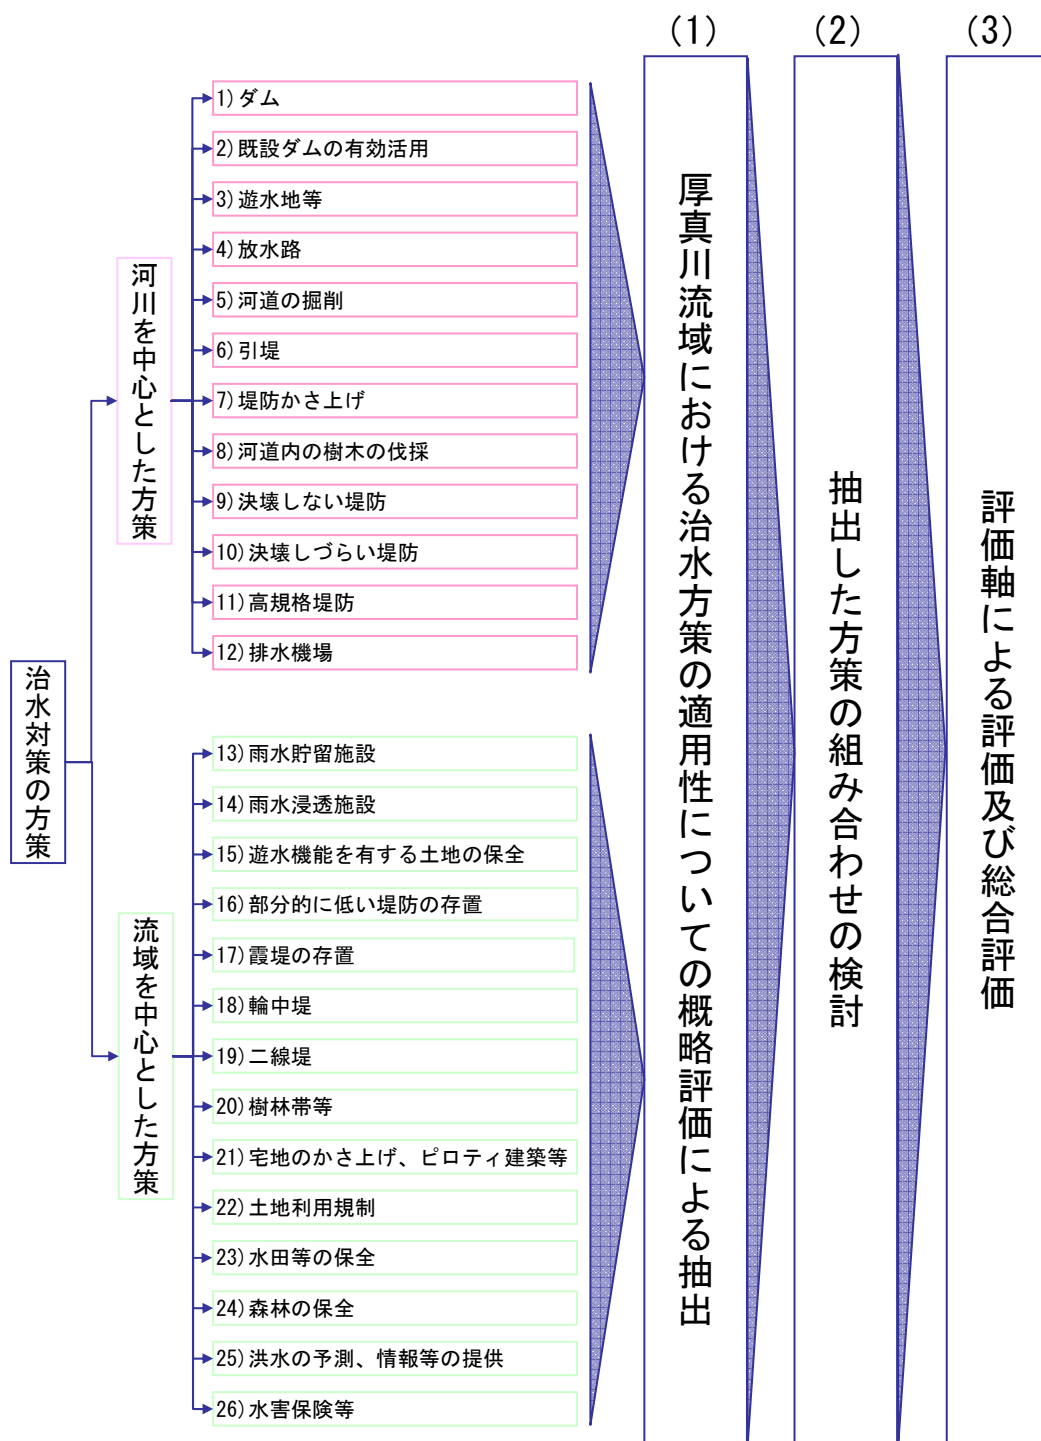 治水対策の方策
河川を中心とした方策
1)ダム
2)既設ダムの有効活用
3)遊水地等
4)放水路
5)河道の掘削
6)引堤
7)堤防かさ上げ
8)河道内の樹木の伐採
9)決壊しない堤防
10)決壊しづらい堤防
11)高規格堤防
12)排水機場
流域を中心とした方策
13)雨水貯留施設
14)雨水浸透施設
15)遊水機能を有する土地の保全
16)部分的に低い堤防の存置
17)霞堤の存置
18)輪中堤
19)二線堤
20)樹林帯等
21)宅地のかさ上げ、ピロティ建築等
22)土地利用規制
23)水田等の保全
24)森林の保全
25)洪水の予測、情報等の提供
26)水害保険等
(1)
厚真川流域における治水方策の適用性についての概略評価による抽出
(2)
抽出した方策の組み合わせの検討
(3)
評価軸による評価及び総合評価